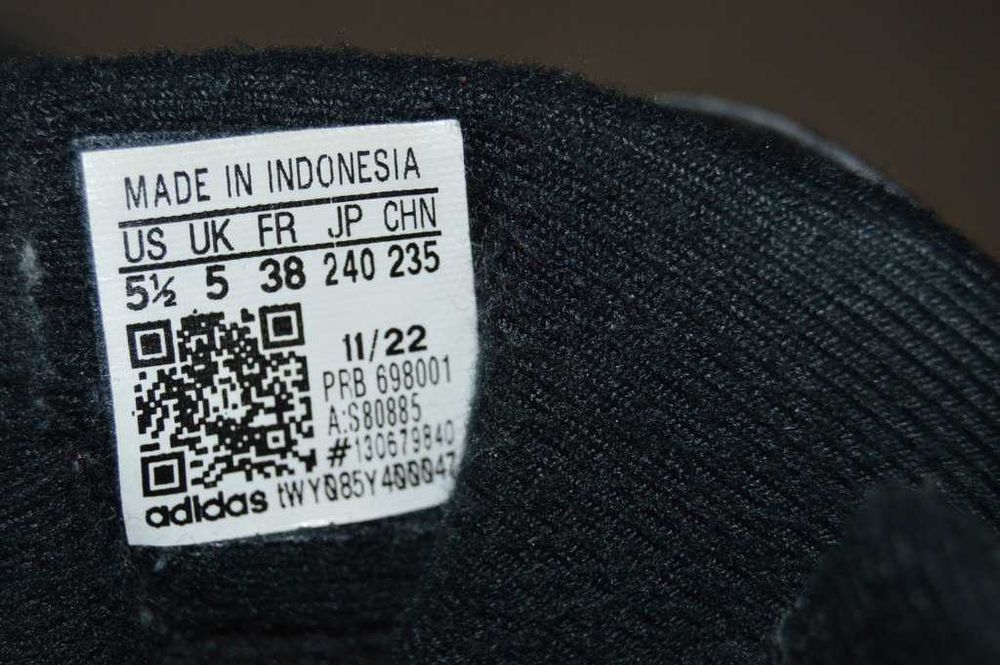 MADE IN INDONESIA
US UK FR JP CHN
5½ 5 38 240 235
11/22
PRB 698001
A:S80885
#130679840
adidas tWY085Y400047